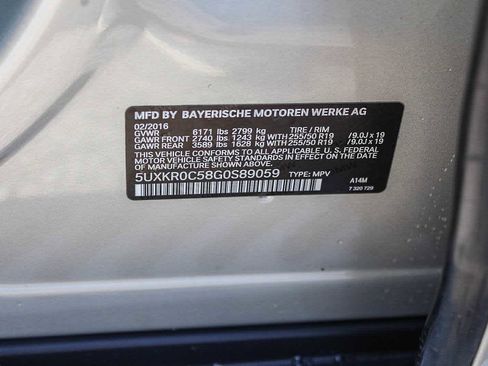 MFD BY BAYERISCHE MOTOREN WERKE AG
02/2016
GVWR 6171 lbs 2799 kg TIRE / RIM
GAWR FRONT 2740 lbs 1243 kg WITH 255/50 R19 /9.0J x 19
GAWR REAR 3589 lbs 1628 kg WITH 255/50 R19 /9.0J x 19
THIS VEHICLE CONFORMS TO ALL APPLICABLE U.S. FEDERAL
MOTOR VEHICLE SAFETY STANDARDS IN EFFECT ON THE DATE OF
MANUFACTURE SHOWN ABOVE.
5UXKR0C58G0S89059 TYPE: MPV A14M
7 320 729